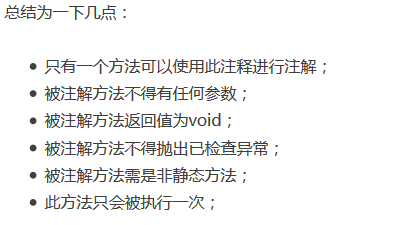 总结为一下几点：
只有一个方法可以使用此注释进行注解；
被注解方法不得有任何参数；
被注解方法返回值为void；
被注解方法不得抛出已检查异常；
被注解方法需是非静态方法；
此方法只会被执行一次；